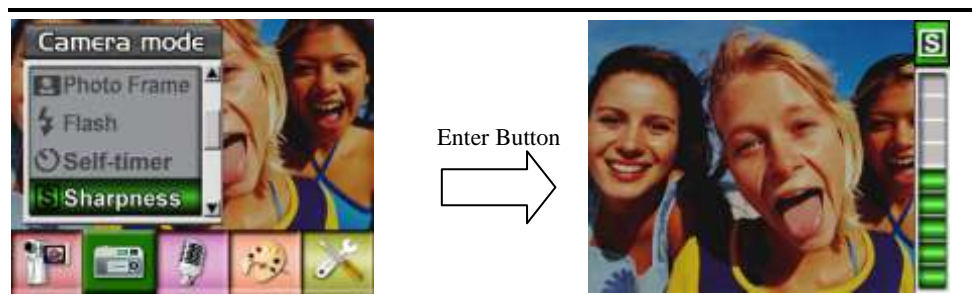 Camera mode
Photo Frame
Flash
Self-timer
S Sharpness
Enter Button
S